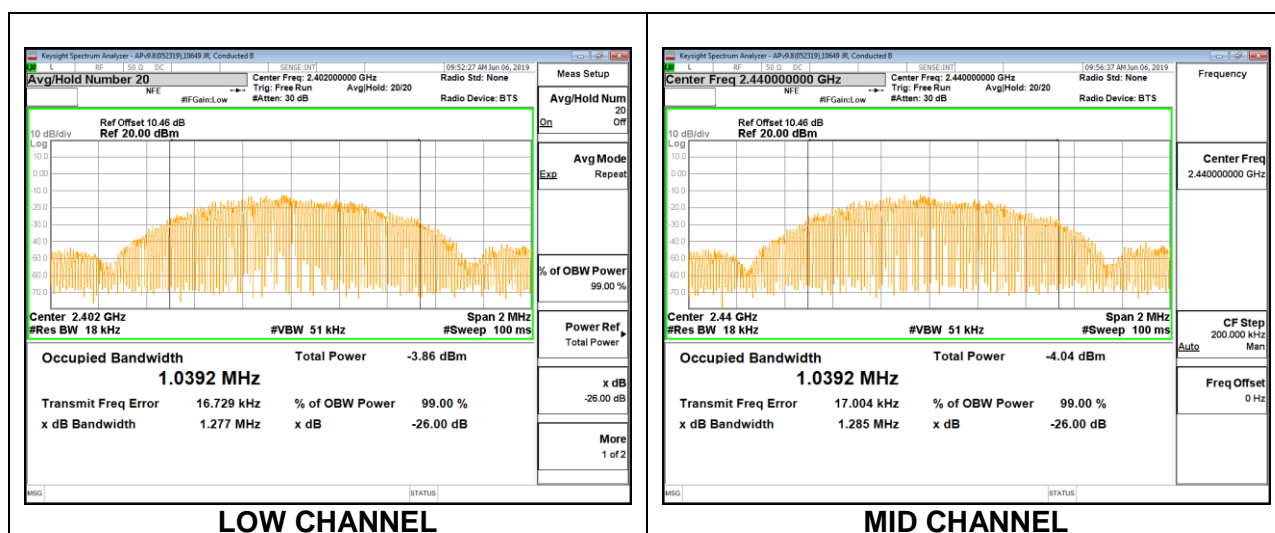 Keysight Spectrum Analyzer - APv9.8(052319),10649 JR, Conducted B
L RF 50 Ω DC SENSE:INT 09:52:27 AM Jun 06, 2019
Avg/Hold Number 20
Center Freq: 2.402000000 GHz Radio Std: None
NFE Trig: Free Run Avg|Hold: 20/20
#IFGain:Low #Atten: 30 dB Radio Device: BTS
Ref Offset 10.46 dB
10 dB/div Ref 20.00 dBm
Log
10.0
0.00
-10.0
-20.0
-30.0
-40.0
-50.0
-60.0
-70.0
Center 2.402 GHz Span 2 MHz
#Res BW 18 kHz #VBW 51 kHz #Sweep 100 ms
Occupied Bandwidth Total Power -3.86 dBm
1.0392 MHz
Transmit Freq Error 16.729 kHz % of OBW Power 99.00 %
x dB Bandwidth 1.277 MHz x dB -26.00 dB
MSG STATUS
Meas Setup
Avg/Hold Num
20
On Off
Avg Mode
Exp Repeat
% of OBW Power
99.00 %
Power Ref
Total Power
x dB
-26.00 dB
More
1 of 2
LOW CHANNEL
Keysight Spectrum Analyzer - APv9.8(052319),10649 JR, Conducted B
L RF 50 Ω DC SENSE:INT 09:56:37 AM Jun 06, 2019
Center Freq 2.440000000 GHz
Center Freq: 2.440000000 GHz Radio Std: None
NFE Trig: Free Run Avg|Hold: 20/20
#IFGain:Low #Atten: 30 dB Radio Device: BTS
Ref Offset 10.46 dB
10 dB/div Ref 20.00 dBm
Log
10.0
0.00
-10.0
-20.0
-30.0
-40.0
-50.0
-60.0
-70.0
Center 2.44 GHz Span 2 MHz
#Res BW 18 kHz #VBW 51 kHz #Sweep 100 ms
Occupied Bandwidth Total Power -4.04 dBm
1.0392 MHz
Transmit Freq Error 17.004 kHz % of OBW Power 99.00 %
x dB Bandwidth 1.285 MHz x dB -26.00 dB
MSG STATUS
Frequency
Center Freq
2.440000000 GHz
CF Step
200.000 kHz
Auto Man
Freq Offset
0 Hz
MID CHANNEL